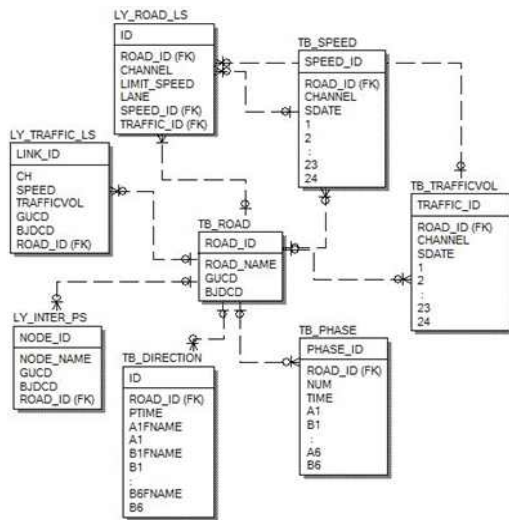 LY_ROAD_LS
ID
ROAD_ID (FK)
CHANNEL
LIMIT_SPEED
LANE
SPEED_ID (FK)
TRAFFIC_ID (FK)
TB_SPEED
SPEED_ID
ROAD_ID (FK)
CHANNEL
SDATE
1
2
:
23
24
LY_TRAFFIC_LS
LINK_ID
CH
SPEED
TRAFFICVOL
GUCD
BJDCD
ROAD_ID (FK)
TB_TRAFFICVOL
TRAFFIC_ID
ROAD_ID (FK)
CHANNEL
SDATE
1
2
:
23
24
TB_ROAD
ROAD_ID
ROAD_NAME
GUCD
BJDCD
LY_INTER_PS
NODE_ID
NODE_NAME
GUCD
BJDCD
ROAD_ID (FK)
TB_DIRECTION
ID
ROAD_ID (FK)
PTIME
A1FNAME
A1
B1FNAME
B1
:
B6FNAME
B6
TB_PHASE
PHASE_ID
ROAD_ID (FK)
NUM
TIME
A1
B1
:
A6
B6